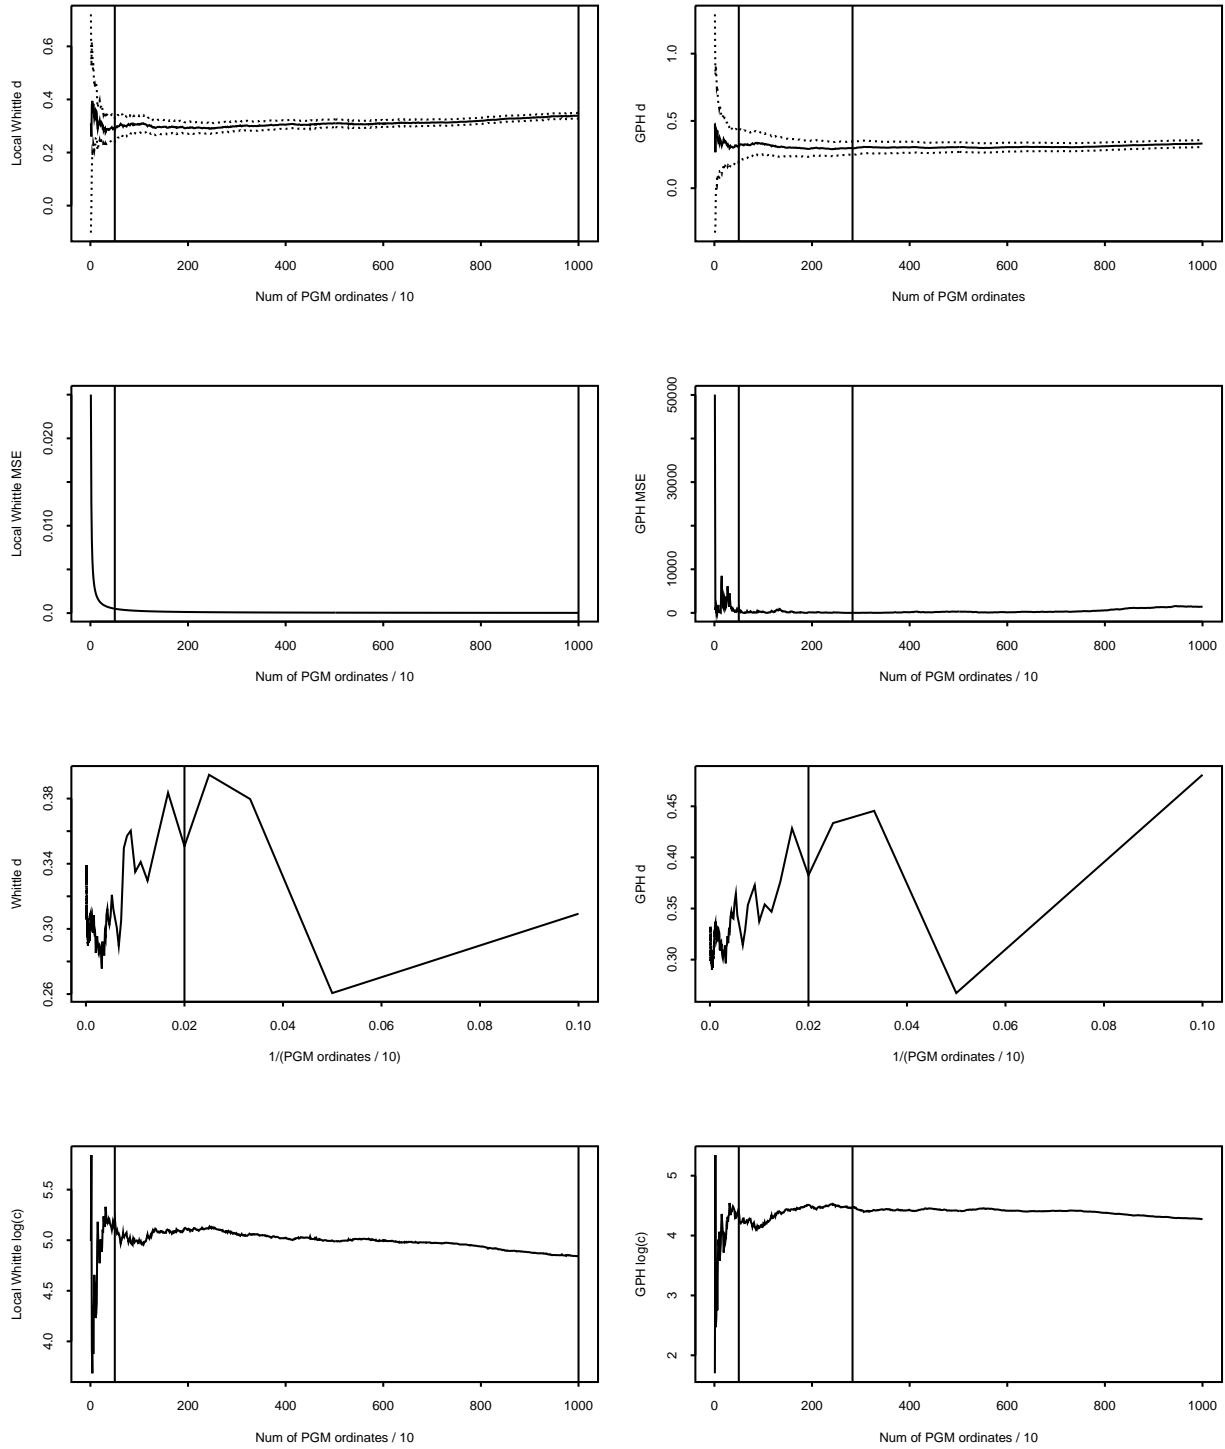 Local Whittle d
0.0 0.2 0.4 0.6
0 200 400 600 800 1000
Num of PGM ordinates / 10
GPH d
0.0 0.5 1.0
0 200 400 600 800 1000
Num of PGM ordinates
Local Whittle MSE
0.0 0.010 0.020
0 200 400 600 800 1000
Num of PGM ordinates / 10
GPH MSE
0 10000 30000 50000
0 200 400 600 800 1000
Num of PGM ordinates / 10
Whittle d
0.26 0.30 0.34 0.38
0.0 0.02 0.04 0.06 0.08 0.10
1/(PGM ordinates / 10)
GPH d
0.30 0.35 0.40 0.45
0.0 0.02 0.04 0.06 0.08 0.10
1/(PGM ordinates / 10)
Local Whittle log(c)
4.0 4.5 5.0 5.5
0 200 400 600 800 1000
Num of PGM ordinates / 10
GPH log(c)
2 3 4 5
0 200 400 600 800 1000
Num of PGM ordinates / 10